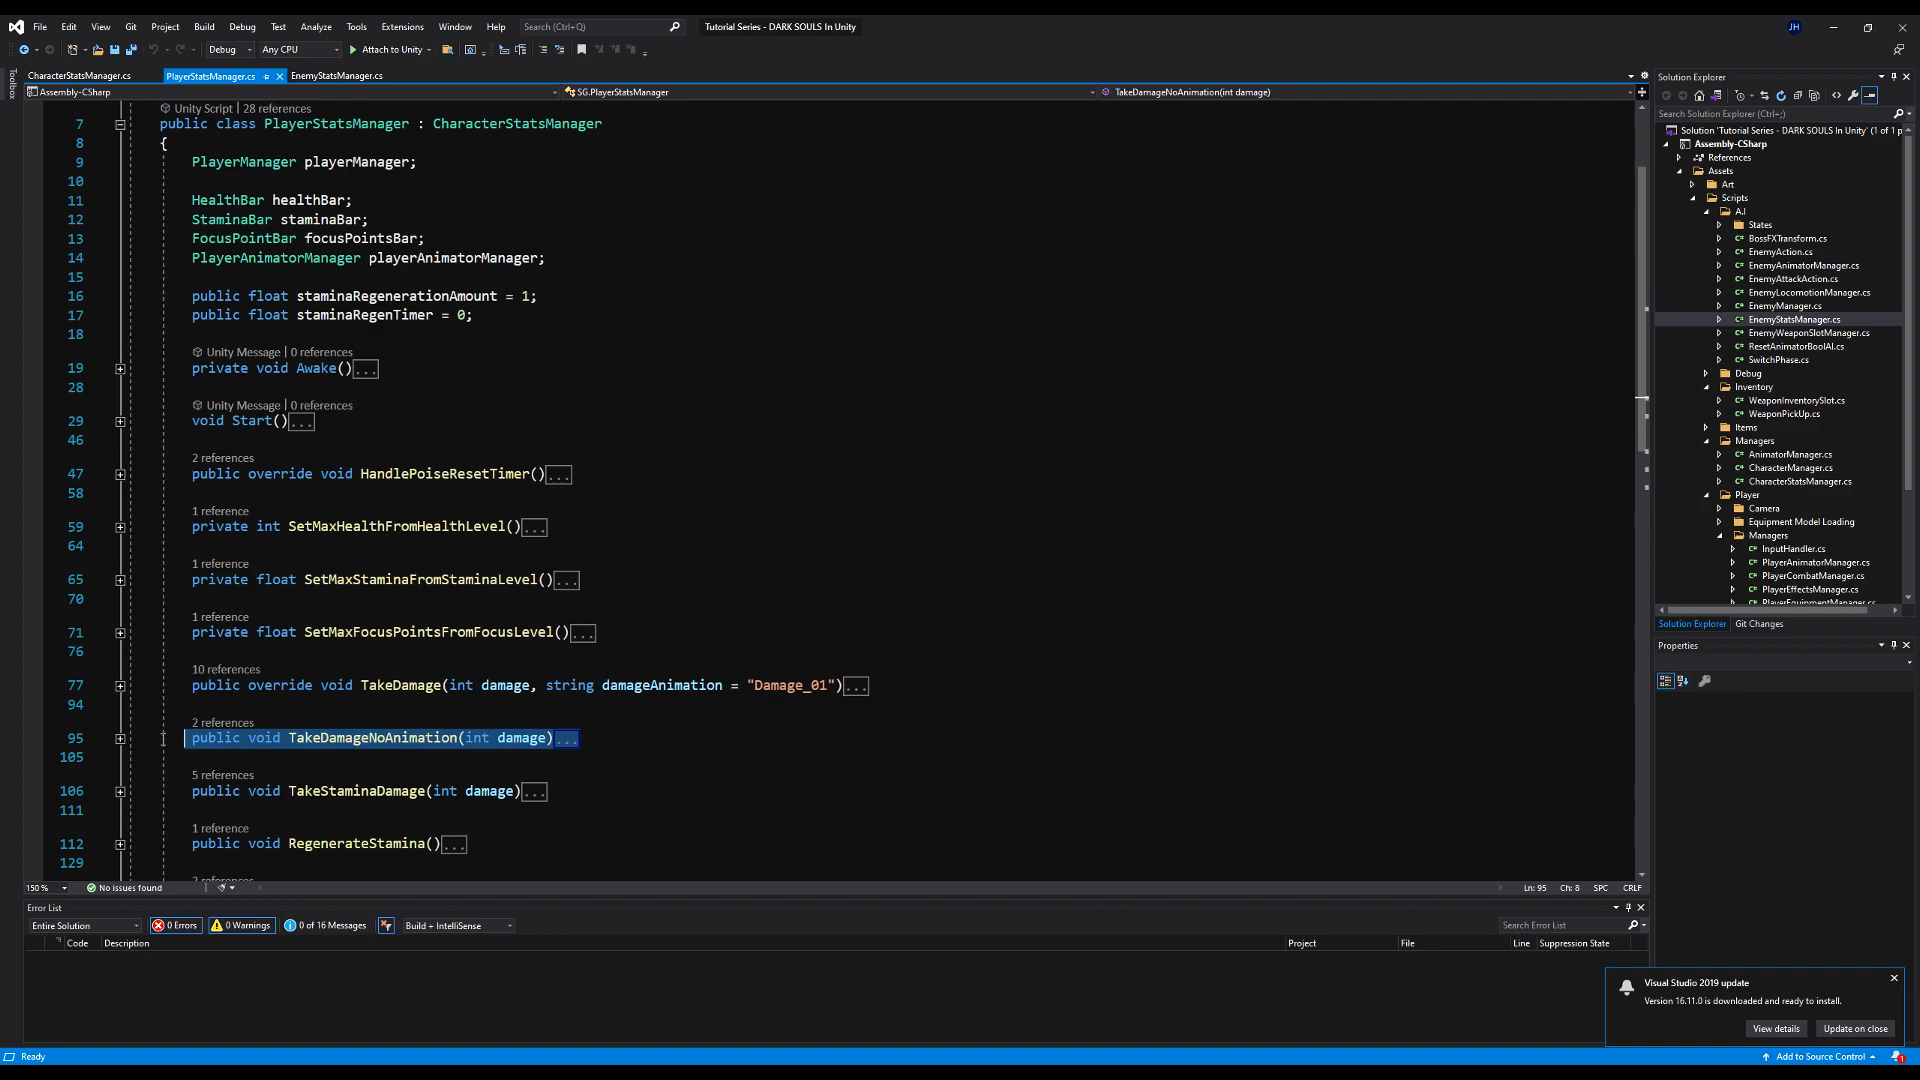 File Edit View Git Project Build Debug Test Analyze Tools Extensions Window Help Search (Ctrl+Q) Tutorial Series - DARK SOULS In Unity JH
Debug Any CPU Attach to Unity
Toolbox
CharacterStatsManager.cs PlayerStatsManager.cs EnemyStatsManager.cs
Assembly-CSharp SG.PlayerStatsManager TakeDamageNoAnimation(int damage)
Unity Script | 28 references
7 public class PlayerStatsManager : CharacterStatsManager
8 {
9 PlayerManager playerManager;
10
11 HealthBar healthBar;
12 StaminaBar staminaBar;
13 FocusPointBar focusPointsBar;
14 PlayerAnimatorManager playerAnimatorManager;
15
16 public float staminaRegenerationAmount = 1;
17 public float staminaRegenTimer = 0;
18
Unity Message | 0 references
19 private void Awake()...
28
Unity Message | 0 references
29 void Start()...
46
2 references
47 public override void HandlePoiseResetTimer()...
58
1 reference
59 private int SetMaxHealthFromHealthLevel()...
64
1 reference
65 private float SetMaxStaminaFromStaminaLevel()...
70
1 reference
71 private float SetMaxFocusPointsFromFocusLevel()...
76
10 references
77 public override void TakeDamage(int damage, string damageAnimation = "Damage_01")...
94
2 references
95 public void TakeDamageNoAnimation(int damage)...
105
5 references
106 public void TakeStaminaDamage(int damage)...
111
1 reference
112 public void RegenerateStamina()...
129
150 % No issues found Ln: 95 Ch: 8 SPC CRLF
Error List
Entire Solution 0 Errors 0 Warnings 0 of 16 Messages Build + IntelliSense Search Error List
Code Description Project File Line Suppression State
Solution Explorer
Search Solution Explorer (Ctrl+;)
Solution 'Tutorial Series - DARK SOULS In Unity' (1 of 1 p
Assembly-CSharp
References
Assets
Art
Scripts
A.I
States
BossFXTransform.cs
EnemyAction.cs
EnemyAnimatorManager.cs
EnemyAttackAction.cs
EnemyLocomotionManager.cs
EnemyManager.cs
EnemyStatsManager.cs
EnemyWeaponSlotManager.cs
ResetAnimatorBoolAI.cs
SwitchPhase.cs
Debug
Inventory
WeaponInventorySlot.cs
WeaponPickUp.cs
Items
Managers
AnimatorManager.cs
CharacterManager.cs
CharacterStatsManager.cs
Player
Camera
Equipment Model Loading
Managers
InputHandler.cs
PlayerAnimatorManager.cs
PlayerCombatManager.cs
PlayerEffectsManager.cs
PlayerEquipmentManager.cs
Solution Explorer Git Changes
Properties
Visual Studio 2019 update
Version 16.11.0 is downloaded and ready to install.
View details Update on close
Ready Add to Source Control 1